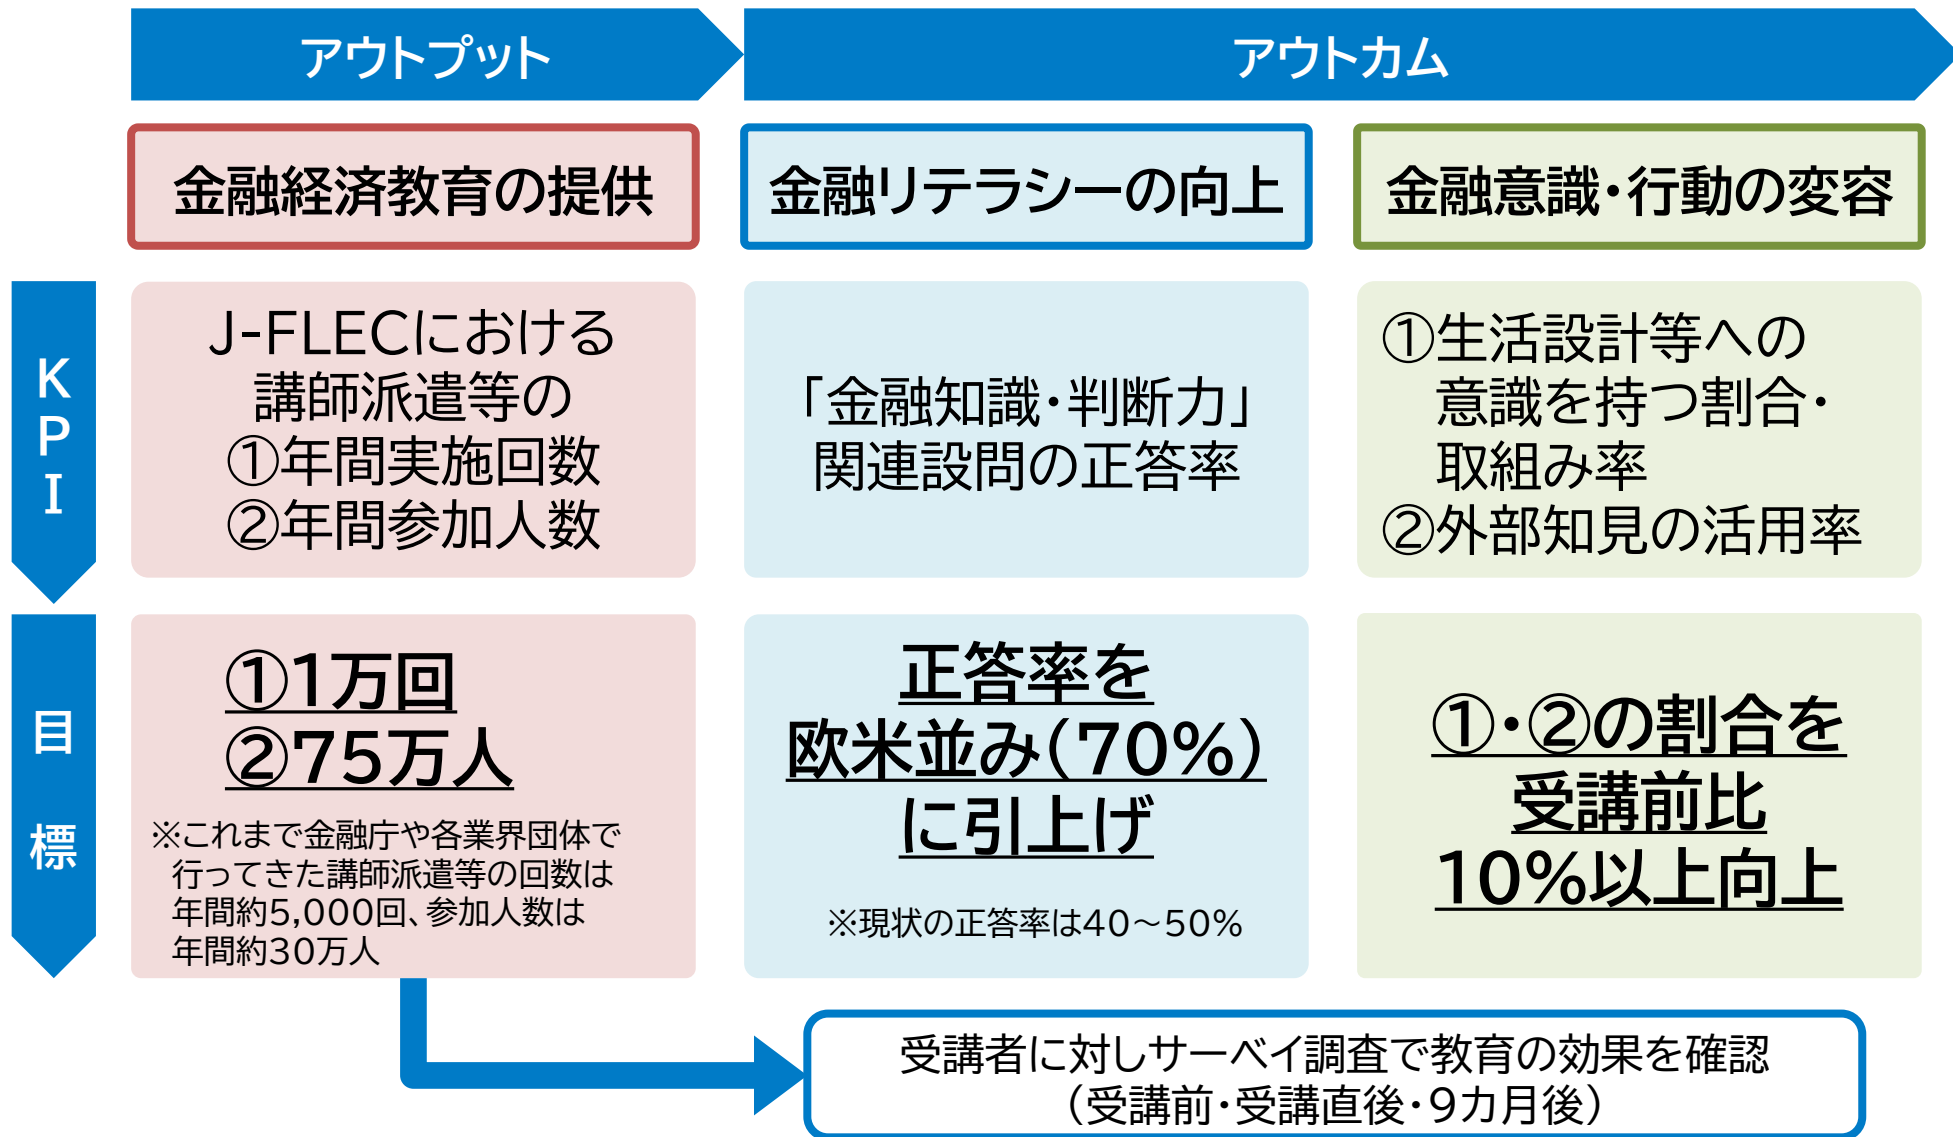 アウトプット
アウトカム
金融経済教育の提供
金融リテラシーの向上
金融意識・行動の変容
KPI
J-FLECにおける
講師派遣等の
①年間実施回数
②年間参加人数
「金融知識・判断力」
関連設問の正答率
①生活設計等への
意識を持つ割合・
取組み率
②外部知見の活用率
目標
①1万回
②75万人
※これまで金融庁や各業界団体で
行ってきた講師派遣等の回数は
年間約5,000回、参加人数は
年間約30万人
正答率を
欧米並み（70%）
に引上げ
※現状の正答率は40～50%
①・②の割合を
受講前比
10%以上向上
受講者に対しサーベイ調査で教育の効果を確認
（受講前・受講直後・9カ月後）